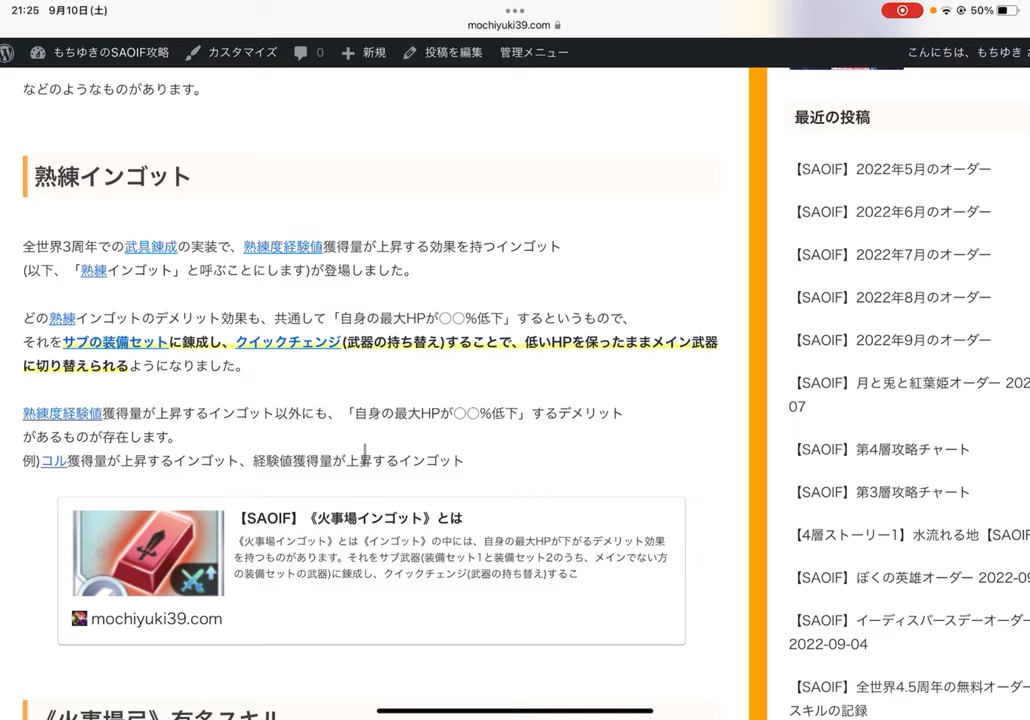 21:25 9月10日(土)
mochiyuki39.com
50%
もちゆきのSAOIF攻略
カスタマイズ
0
新規
投稿を編集
管理メニュー
こんにちは、もちゆき
などのようなものがあります。
熟練インゴット
全世界3周年での武具錬成の実装で、熟練度経験値獲得量が上昇する効果を持つインゴット
(以下、「熟練インゴット」と呼ぶことにします)が登場しました。
どの熟練インゴットのデメリット効果も、共通して「自身の最大HPが〇〇%低下」するというもので、
それをサブの装備セットに錬成し、クイックチェンジ(武器の持ち替え)することで、低いHPを保ったままメイン武器
に切り替えられるようになりました。
熟練度経験値獲得量が上昇するインゴット以外にも、「自身の最大HPが〇〇%低下」するデメリット
があるものが存在します。
例)コル獲得量が上昇するインゴット、経験値獲得量が上昇するインゴット
【SAOIF】《火事場インゴット》とは
《火事場インゴット》とは《インゴット》の中には、自身の最大HPが下がるデメリット効果
を持つものがあります。それをサブ武器(装備セット1と装備セット2のうち、メインでない方
の装備セットの武器)に錬成し、クイックチェンジ(武器の持ち替え)するこ
mochiyuki39.com
《火事場弓》有名スキル
最近の投稿
【SAOIF】2022年5月のオーダー
【SAOIF】2022年6月のオーダー
【SAOIF】2022年7月のオーダー
【SAOIF】2022年8月のオーダー
【SAOIF】2022年9月のオーダー
【SAOIF】月と兎と紅葉姫オーダー 202
07
【SAOIF】第4層攻略チャート
【SAOIF】第3層攻略チャート
【4層ストーリー1】水流れる地【SAOIF
【SAOIF】ぼくの英雄オーダー 2022-09
【SAOIF】イーディスバースデーオーダー
2022-09-04
【SAOIF】全世界4.5周年の無料オーダー
スキルの記録